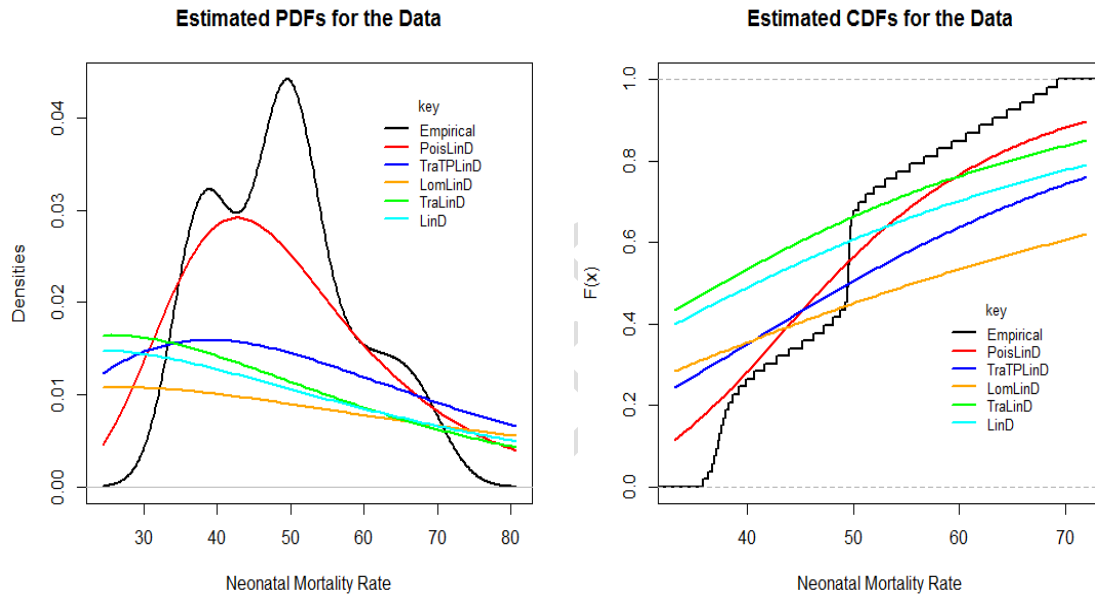 Estimated PDFs for the Data
Densities
0.00
0.01
0.02
0.03
0.04
key
Empirical
PoisLinD
TraTPLinD
LomLinD
TraLinD
LinD
30 40 50 60 70 80
Neonatal Mortality Rate
Estimated CDFs for the Data
F(x)
0.0
0.2
0.4
0.6
0.8
1.0
key
Empirical
PoisLinD
TraTPLinD
LomLinD
TraLinD
LinD
40 50 60 70
Neonatal Mortality Rate